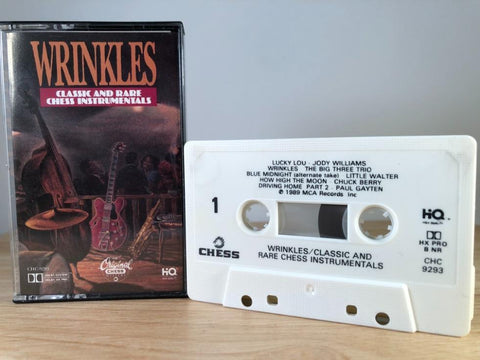 WRINKLES
CLASSIC AND RARE
CHESS INSTRUMENTALS
Original
CHESS
HQ
LUCKY LOU - JODY WILLIAMS
WRINKLES THE BIG THREE TRIO
BLUE MIDNIGHT (alternate take) LITTLE WALTER
HOW HIGH THE MOON CHUCK BERRY
DRIVING HOME PART 2 - PAUL GAYTEN
℗ 1989 MCA Records Inc
1
CHESS
HQ
HX PRO
B NR
CHC
9293
WRINKLES/CLASSIC AND
RARE CHESS INSTRUMENTALS